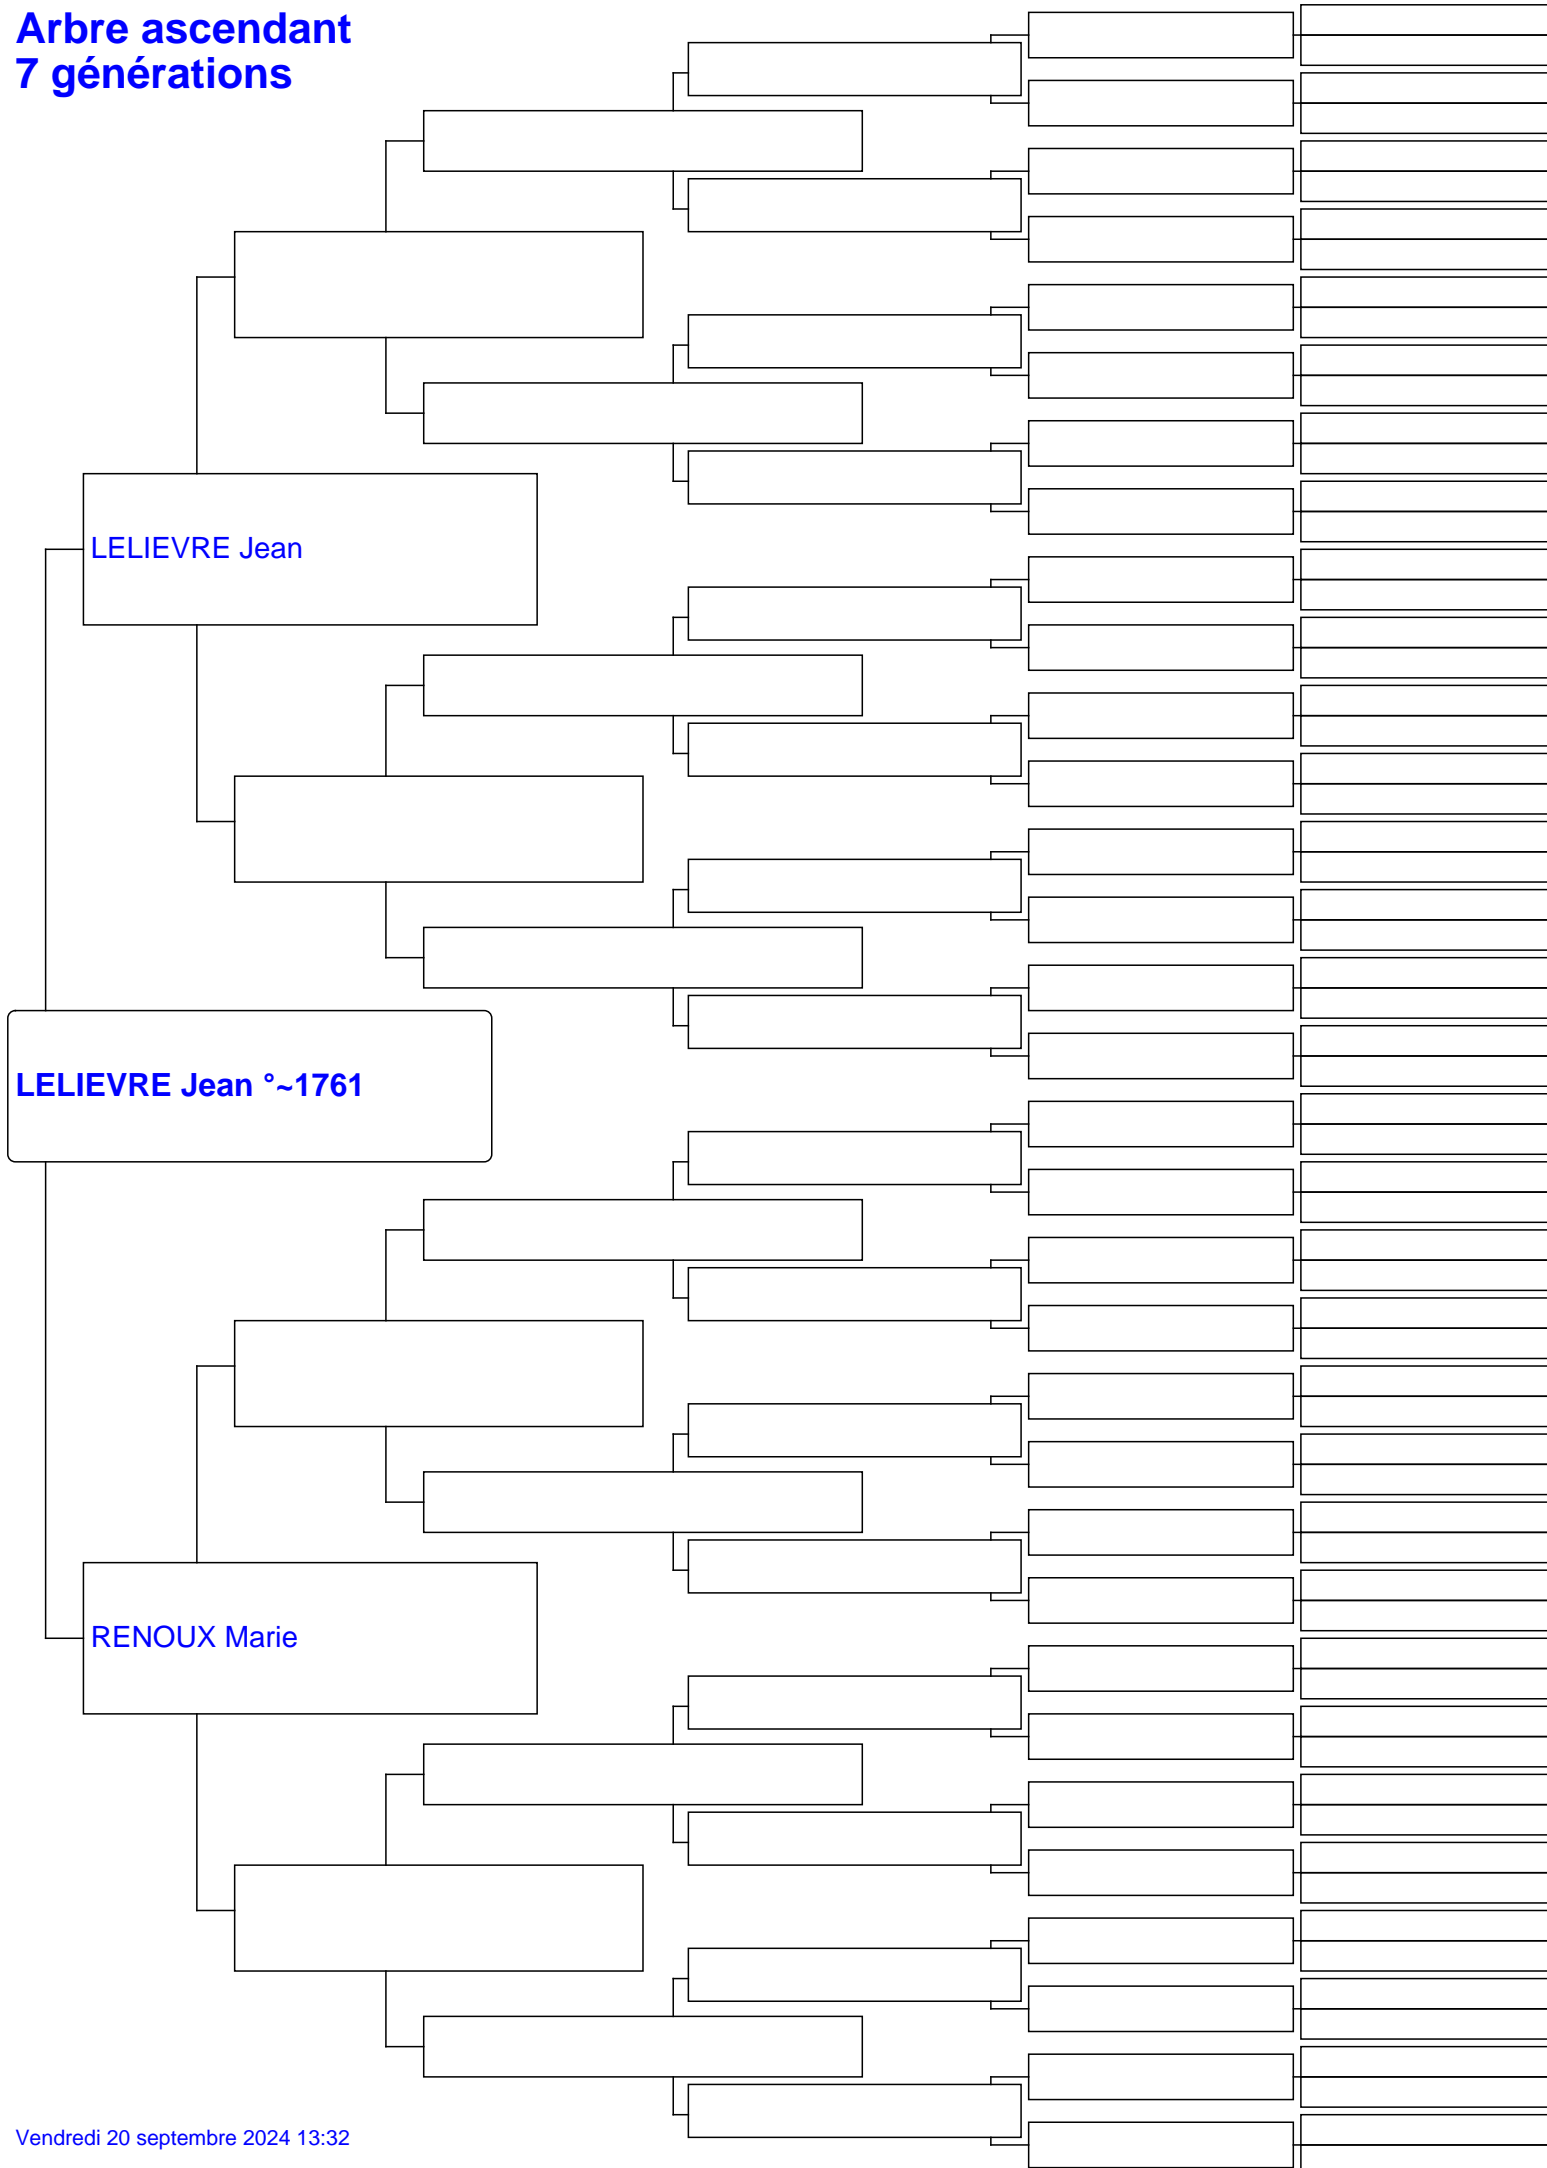 Arbre ascendant
7 générations
LELIEVRE Jean
LELIEVRE Jean °~1761
RENOUX Marie
Vendredi 20 septembre 2024 13:32